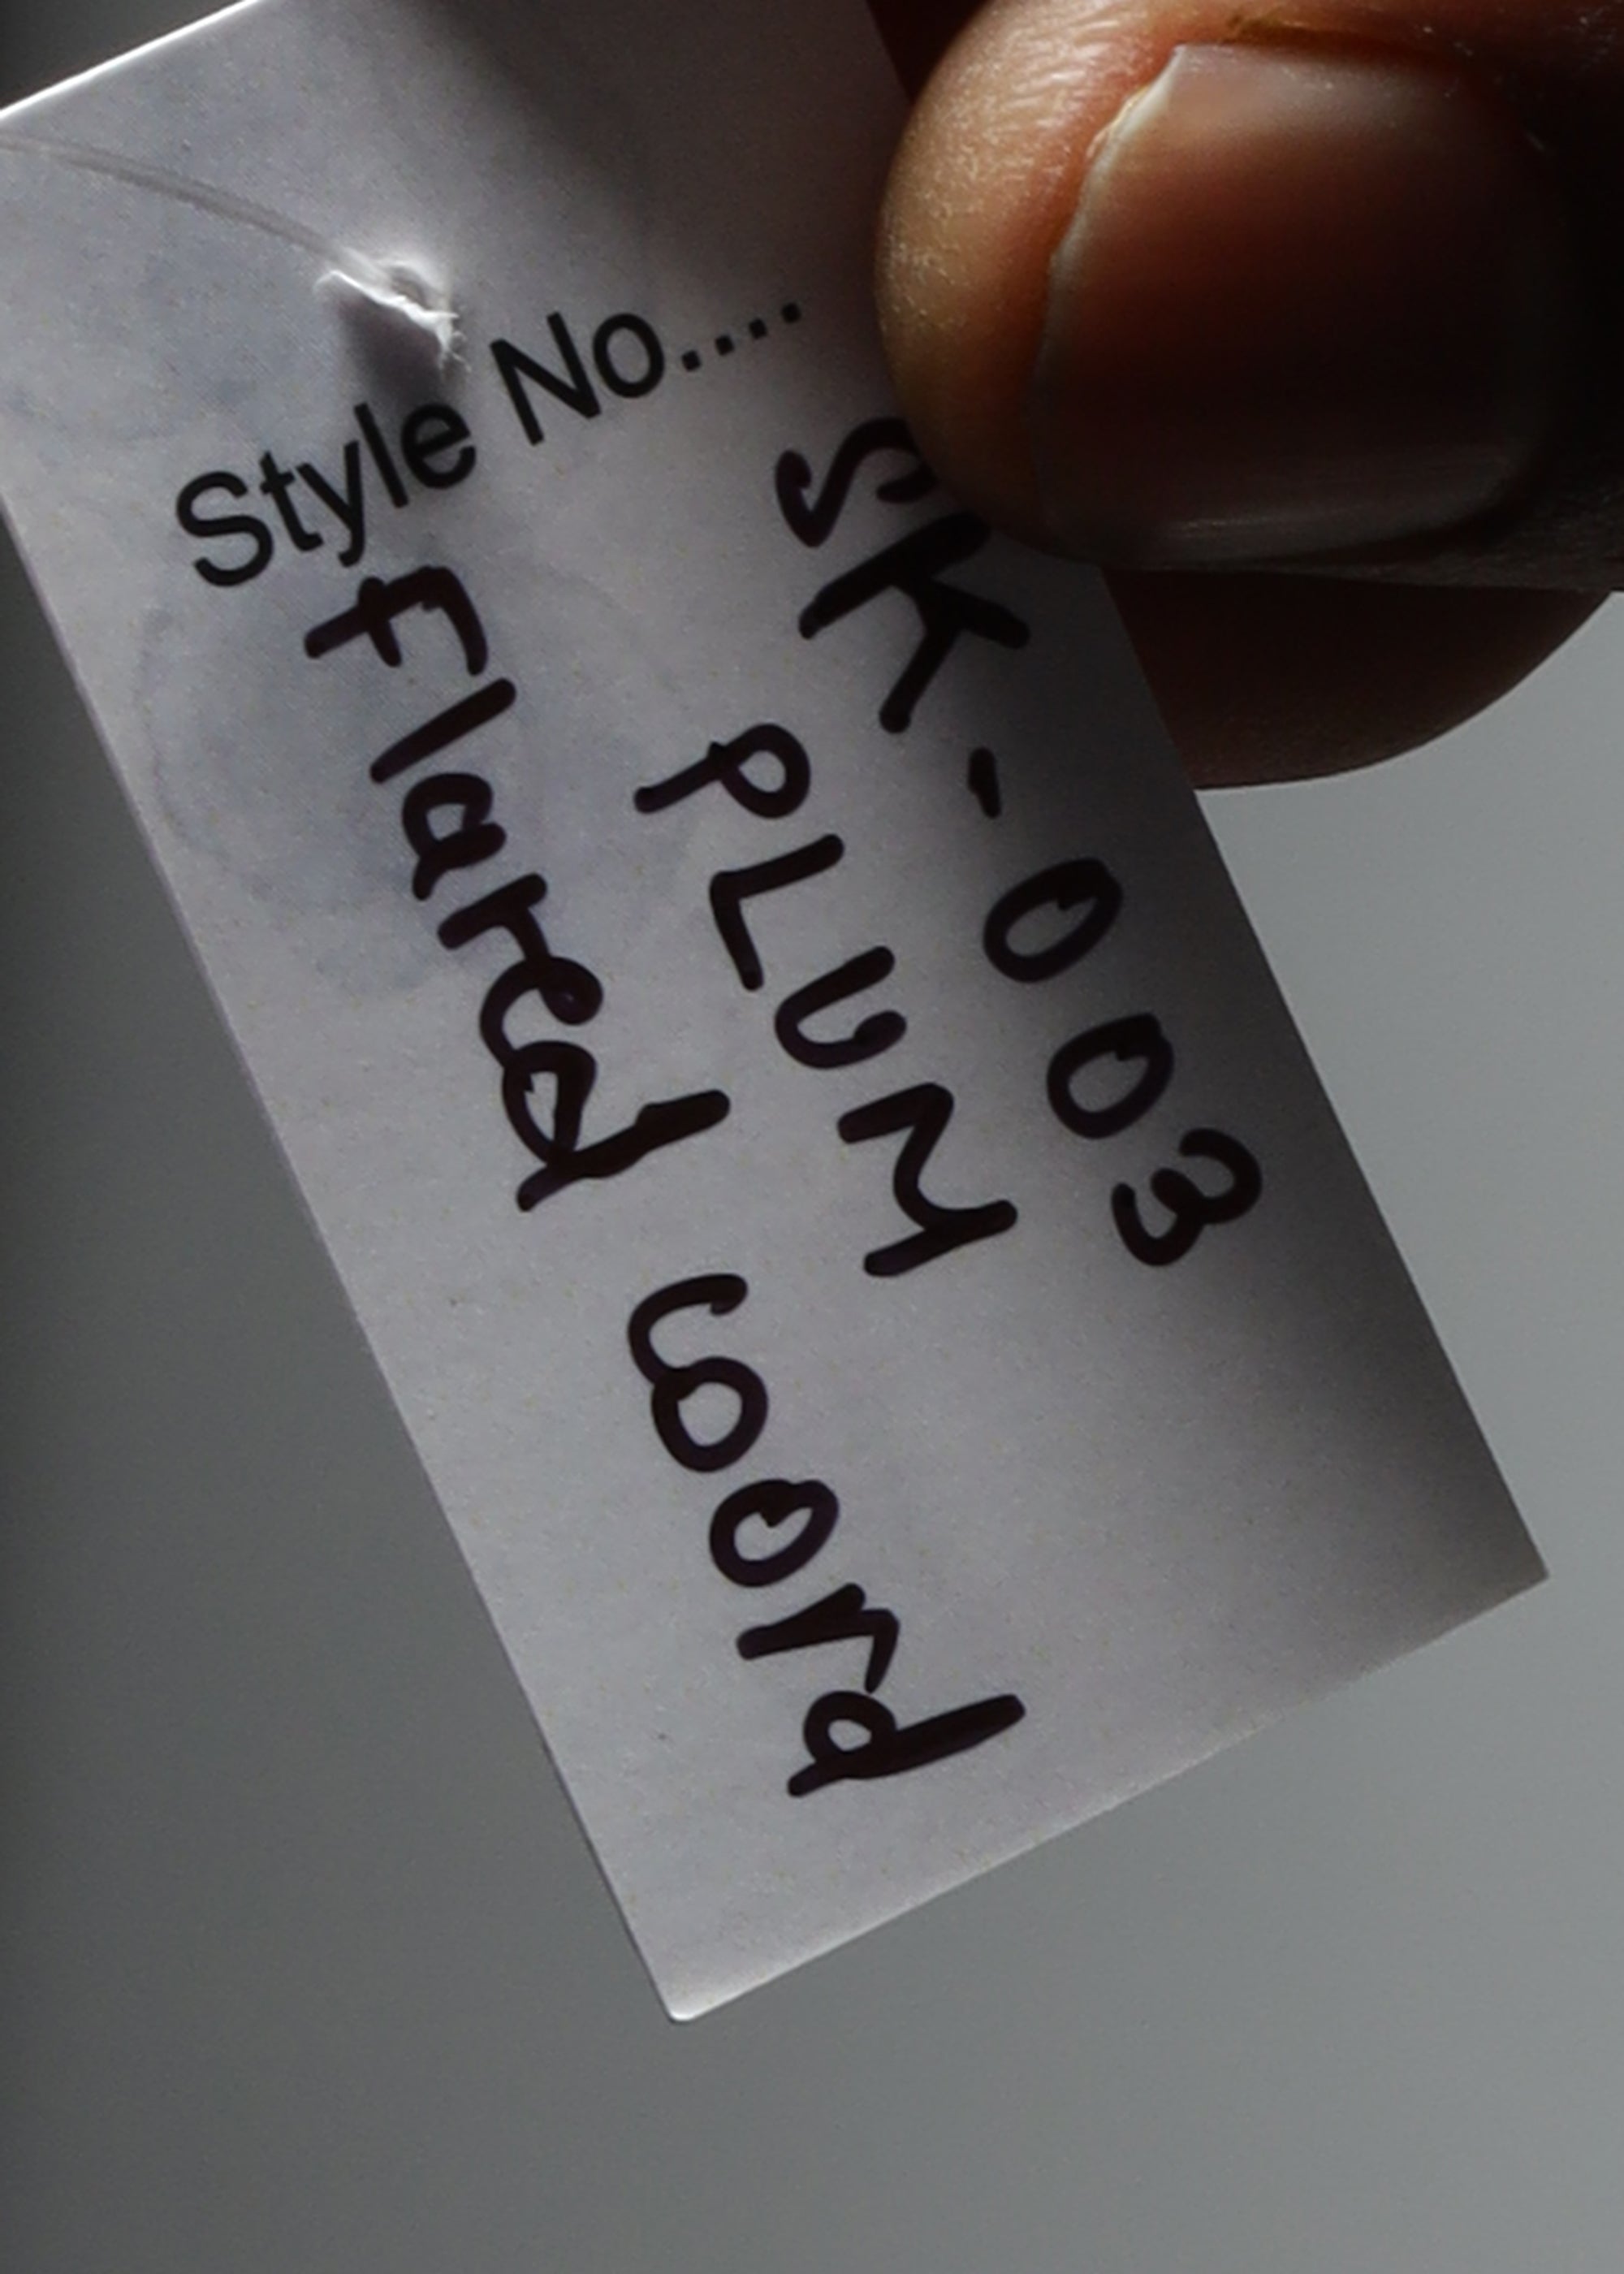 Style No....
SK-003
PLUM
Flared Coord